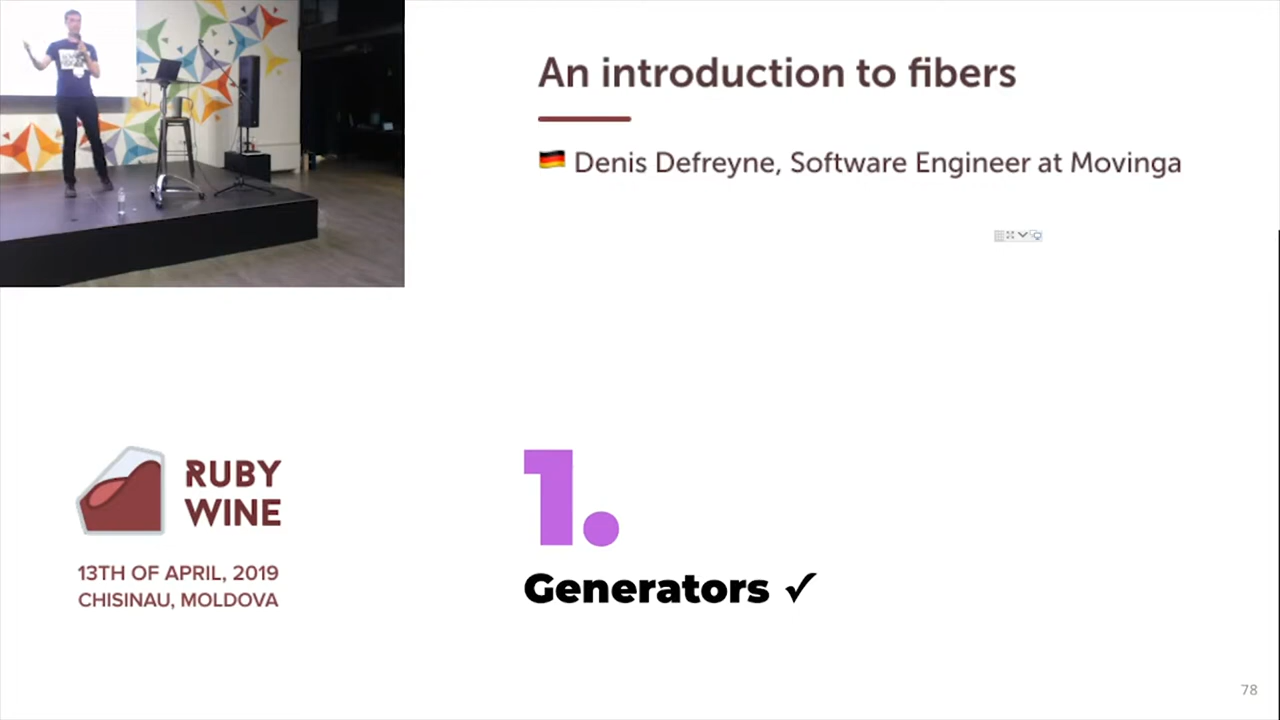 An introduction to fibers
🇩🇪 Denis Defreyne, Software Engineer at Movinga
RUBY
WINE
13TH OF APRIL, 2019
CHISINAU, MOLDOVA
1.
Generators ✓
78